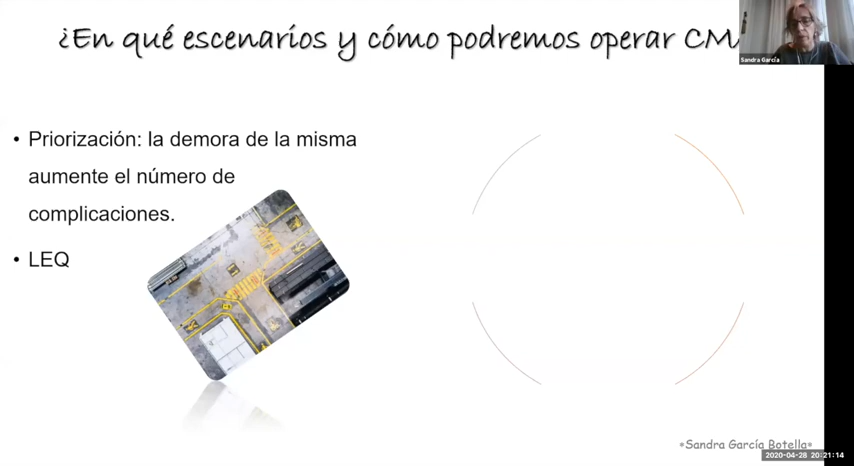 ¿En qué escenarios y cómo podremos operar CM
Sandra García
• Priorización: la demora de la misma
aumente el número de
complicaciones.
• LEQ
*Sandra García Botella*
2020-04-28 20:21:14